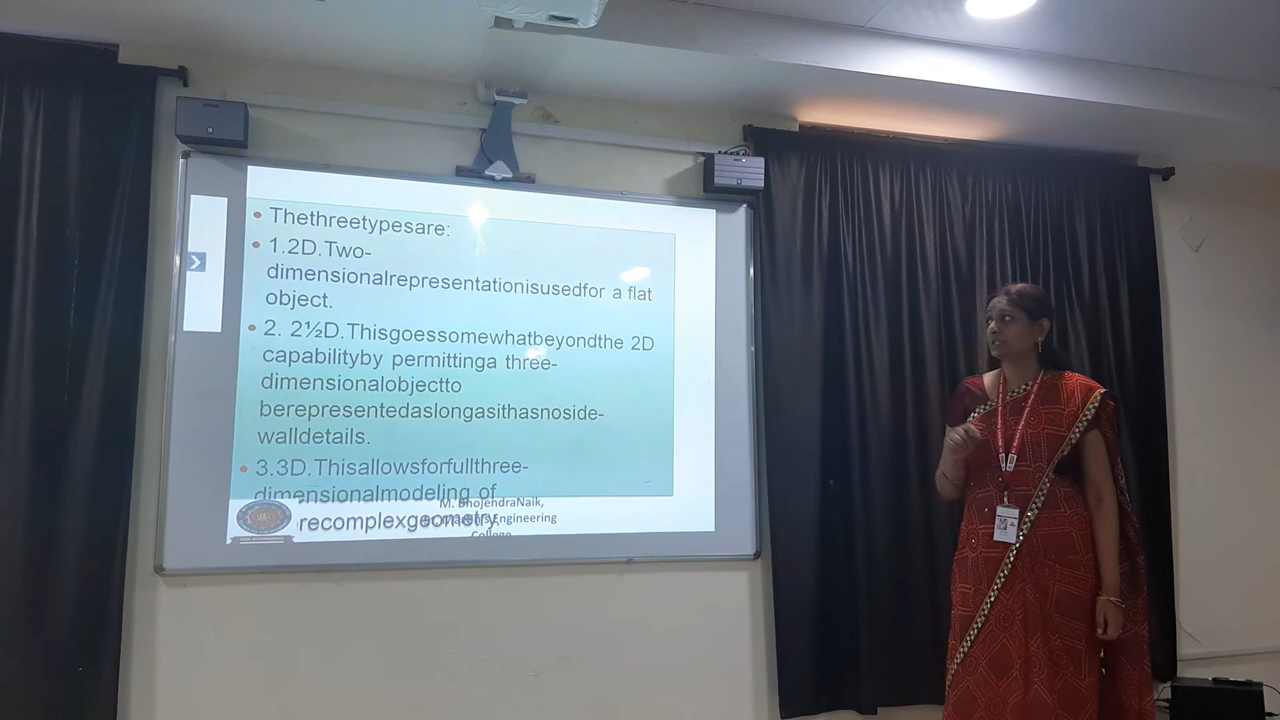 Thethreetypesare:
1.2D.Two-
dimensionalrepresentationisusedfor a flat
object.
2. 2½D.Thisgoessomewhatbeyondthe 2D
capabilityby permittinga three-
dimensionalobjectto
berepresentedaslongasithasnoside-
walldetails.
3.3D.Thisallowsforfullthree-
dimensionalmodeling of
recomplexgeometry.
M. BhojendraNaik,
Engineering
College